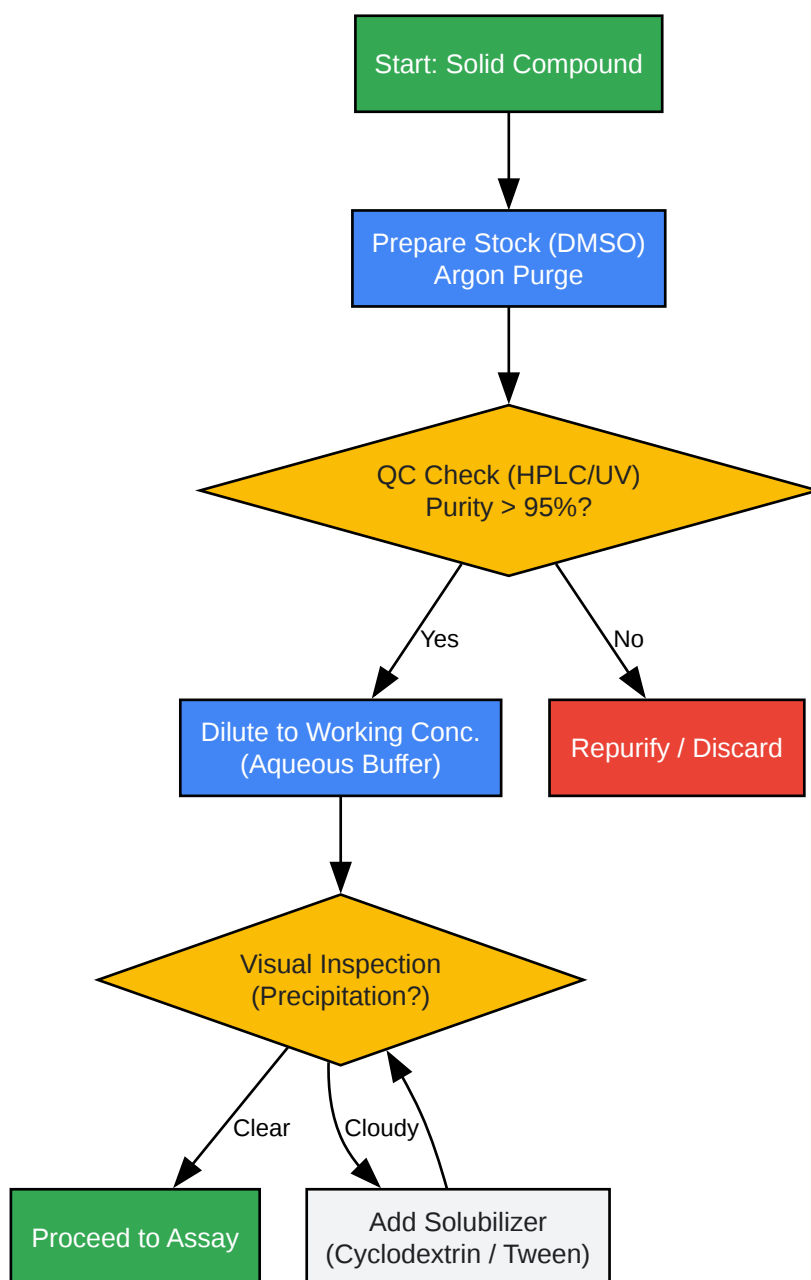 Start: Solid Compound
Prepare Stock (DMSO)
Argon Purge
QC Check (HPLC/UV)
Purity > 95%?
Yes
No
Dilute to Working Conc.
(Aqueous Buffer)
Repurify / Discard
Visual Inspection
(Precipitation?)
Clear
Cloudy
Proceed to Assay
Add Solubilizer
(Cyclodextrin / Tween)